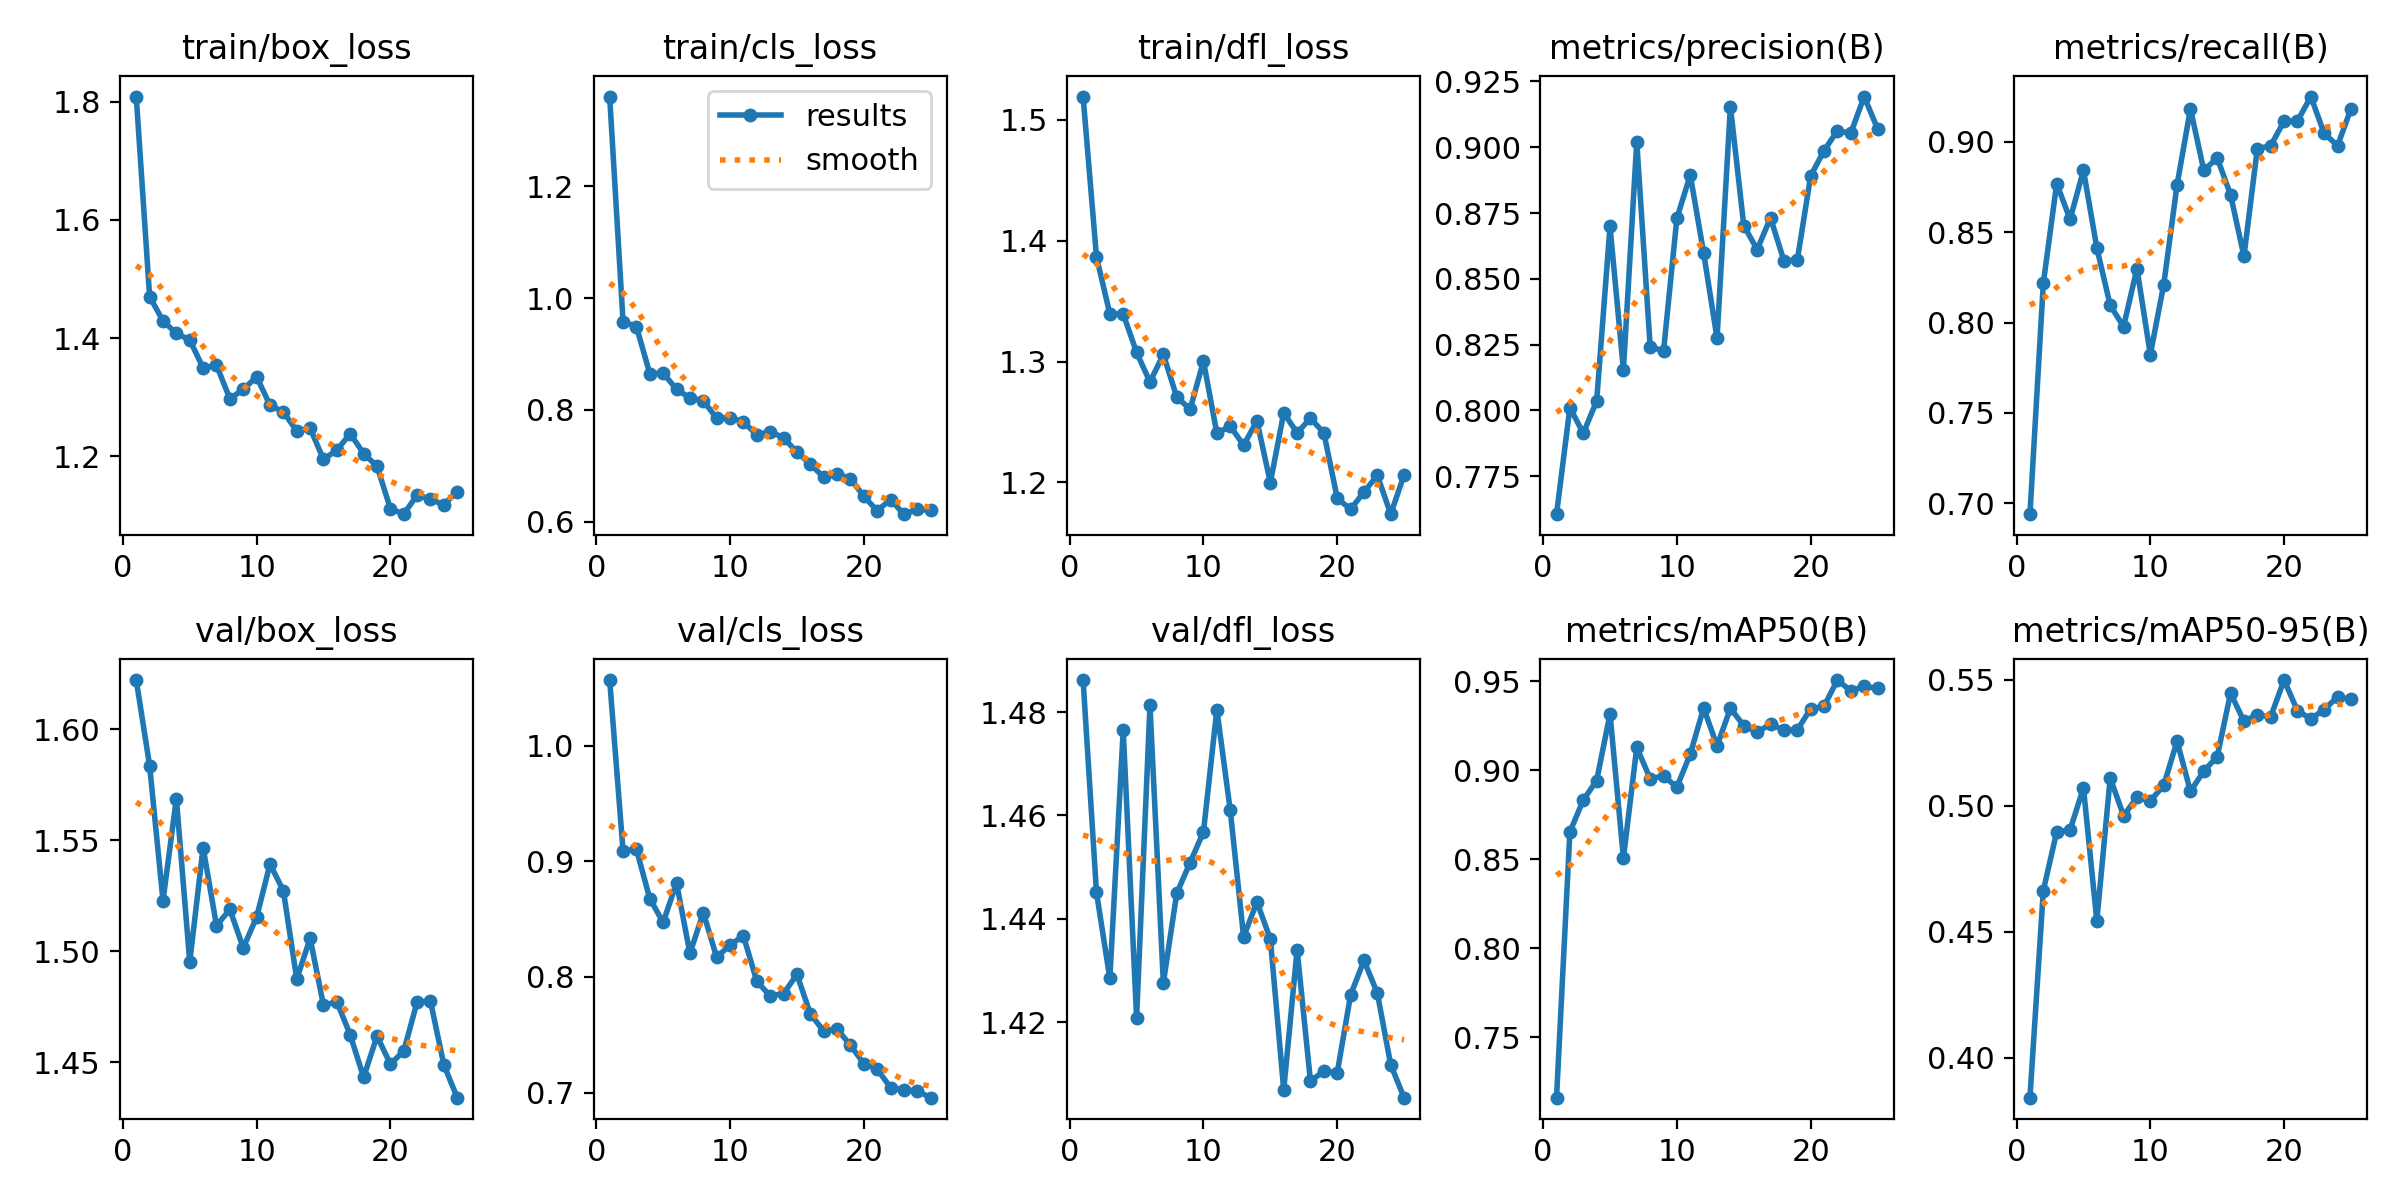 train/box_loss
1.8
1.6
1.4
1.2
0 10 20
train/cls_loss
results
smooth
1.2
1.0
0.8
0.6
0 10 20
train/dfl_loss
1.5
1.4
1.3
1.2
0 10 20
metrics/precision(B)
0.925
0.900
0.875
0.850
0.825
0.800
0.775
0 10 20
metrics/recall(B)
0.90
0.85
0.80
0.75
0.70
0 10 20
val/box_loss
1.60
1.55
1.50
1.45
0 10 20
val/cls_loss
1.0
0.9
0.8
0.7
0 10 20
val/dfl_loss
1.48
1.46
1.44
1.42
0 10 20
metrics/mAP50(B)
0.95
0.90
0.85
0.80
0.75
0 10 20
metrics/mAP50-95(B)
0.55
0.50
0.45
0.40
0 10 20